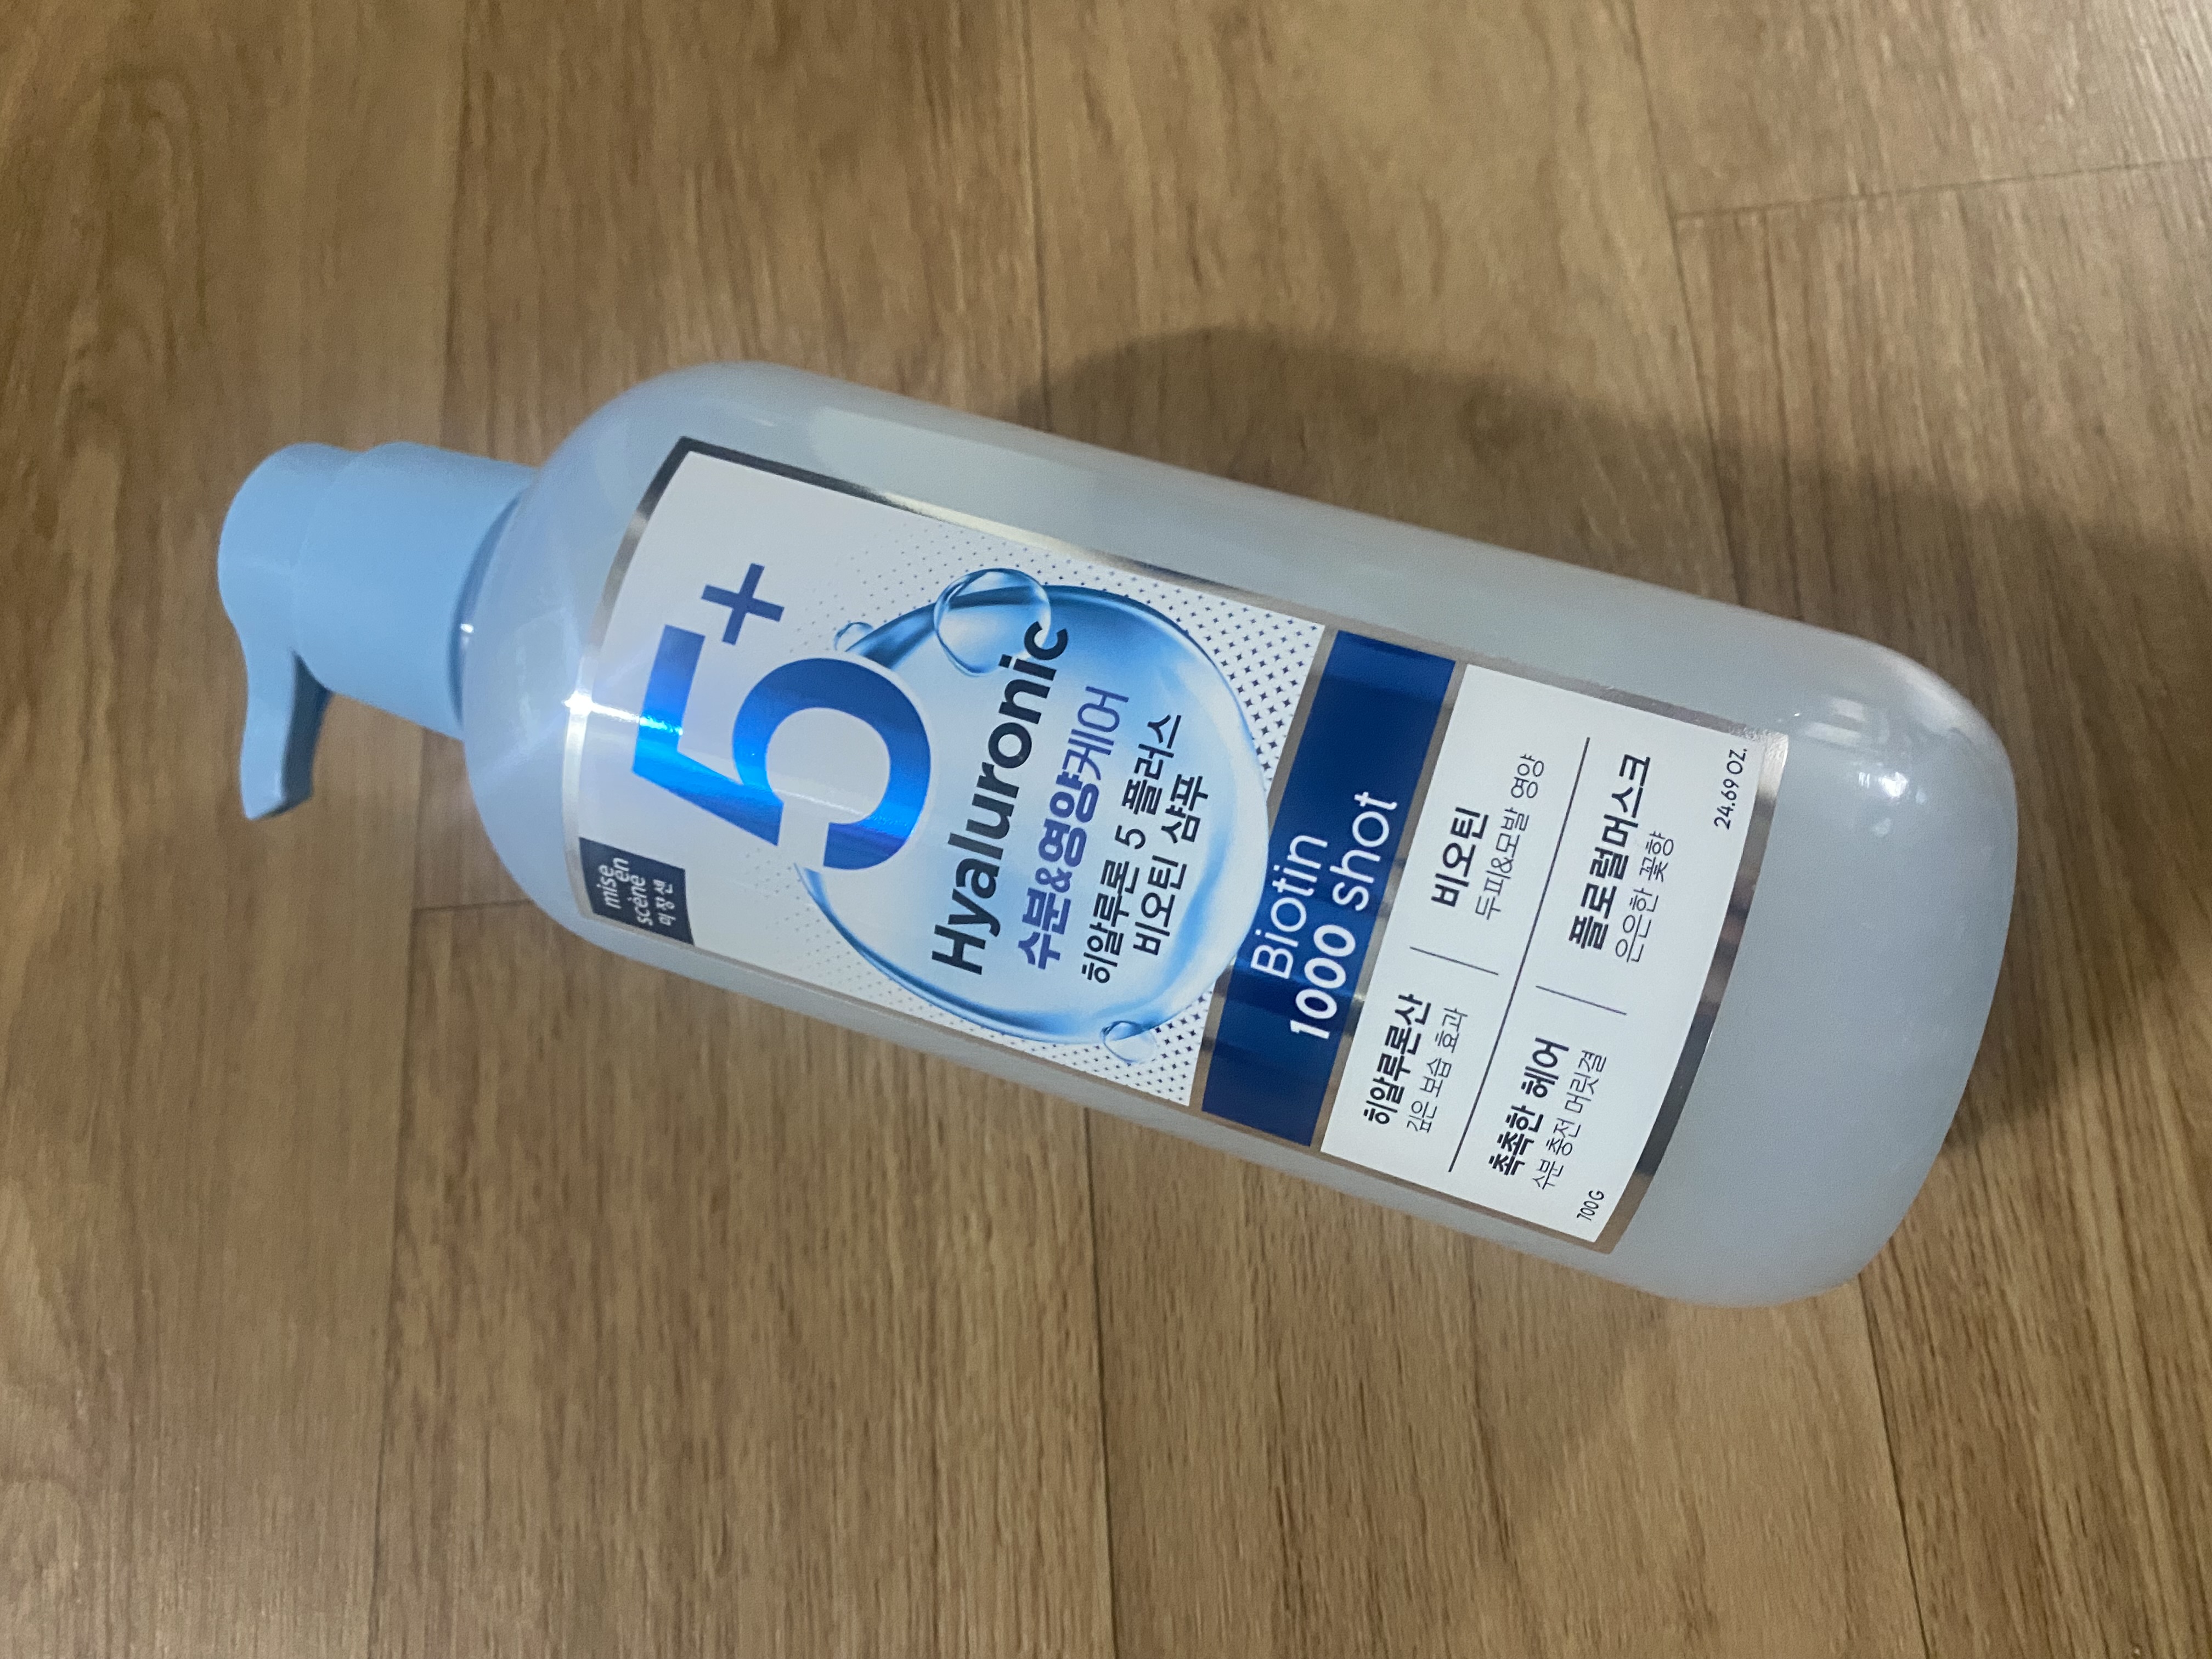 mise
en
scène
미쟝센
5+
Hyaluronic
수분&영양케어
히알루론 5 플러스
비오틴 샴푸
Biotin
1000 shot
히알루론산
깊은 보습 효과
비오틴
두피&모발 영양
촉촉한 헤어
수분 충전 머릿결
플로럴머스크
은은한 꽃향
700G
24.69 OZ.